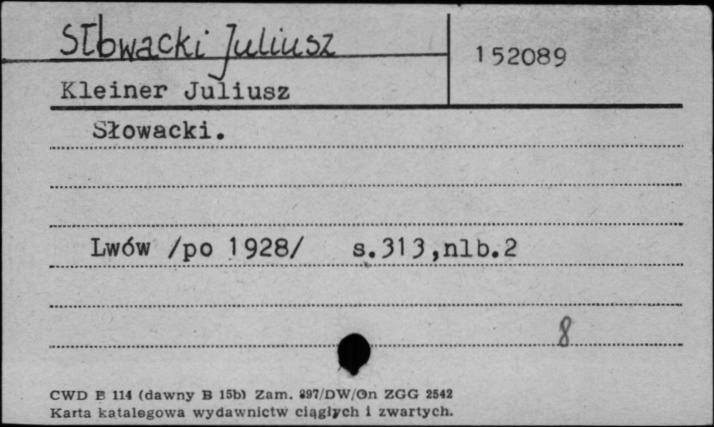 Słowacki Juliusz
152089
Kleiner Juliusz
Słowacki.
Lwów /po 1928/ s.313,nlb.2
8
CWD B 114 (dawny B 15b) Zam. 897/DW/On ZGG 2542
Karta katalogowa wydawnictw ciągłych i zwartych.